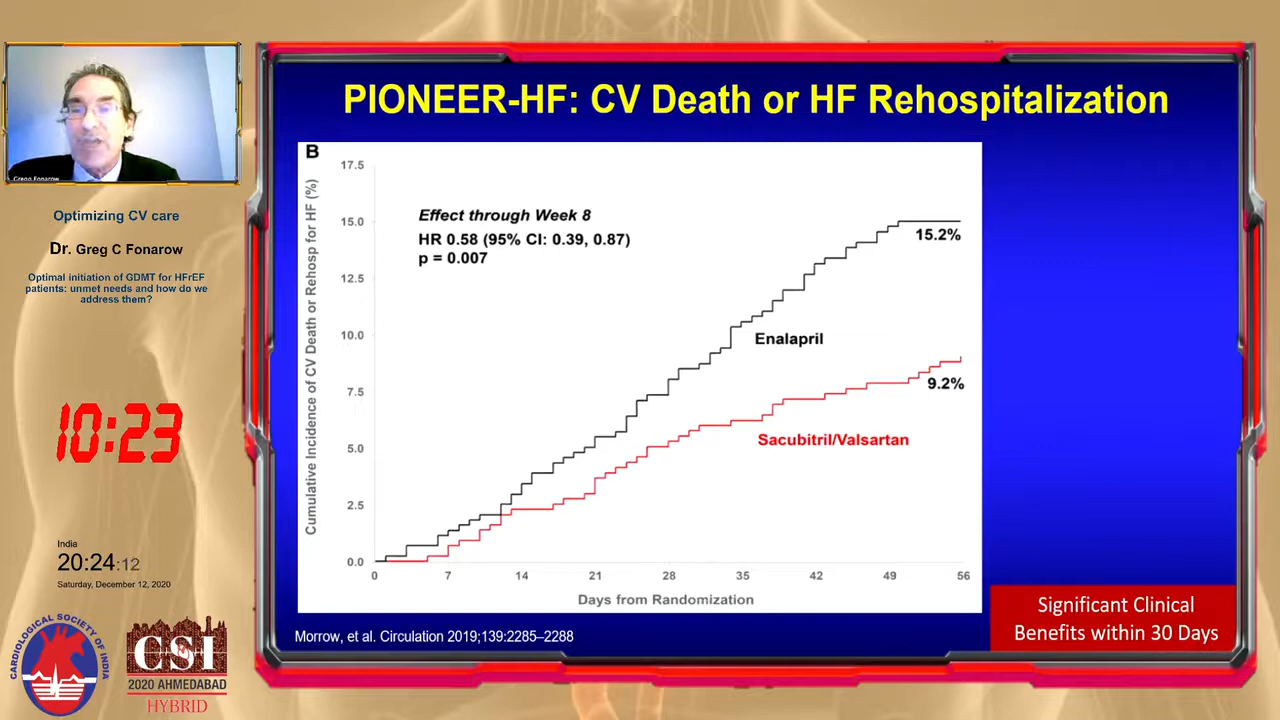 Gregg Fonarow
Optimizing CV care
Dr. Greg C Fonarow
Optimal initiation of GDMT for HFrEF
patients: unmet needs and how do we
address them?
10:23
India
20:24:12
Saturday, December 12, 2020
CARDIOLOGICAL SOCIETY OF INDIA
CSI
2020 AHMEDABAD
HYBRID
PIONEER-HF: CV Death or HF Rehospitalization
B
Cumulative Incidence of CV Death or Rehosp for HF (%)
17.5
15.0
12.5
10.0
7.5
5.0
2.5
0.0
Effect through Week 8
HR 0.58 (95% CI: 0.39, 0.87)
p = 0.007
15.2%
Enalapril
9.2%
Sacubitril/Valsartan
0 7 14 21 28 35 42 49 56
Days from Randomization
Morrow, et al. Circulation 2019;139:2285–2288
Significant Clinical
Benefits within 30 Days